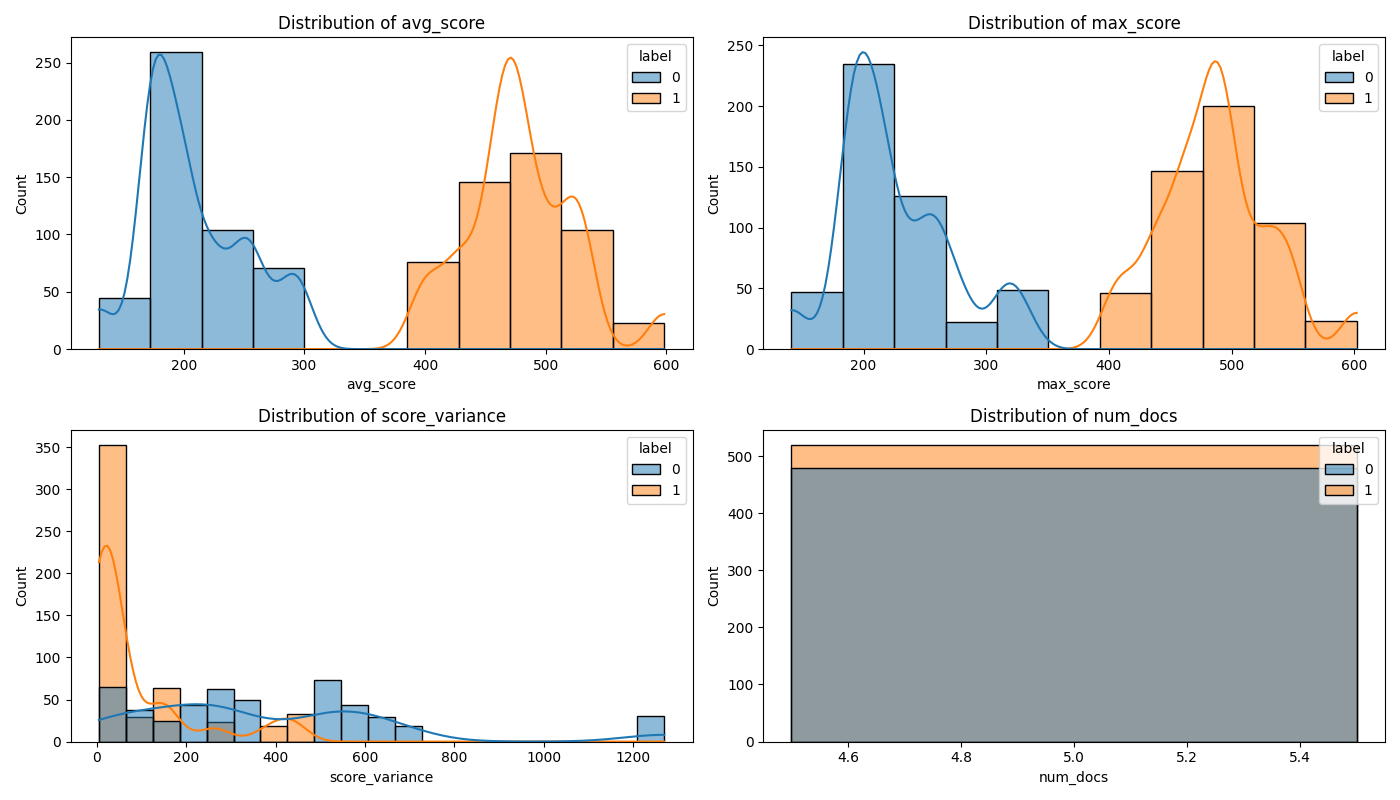 Distribution of avg_score
label
0
1
250
200
150
100
50
0
Count
200 300 400 500 600
avg_score
Distribution of max_score
label
0
1
250
200
150
100
50
0
Count
200 300 400 500 600
max_score
Distribution of score_variance
label
0
1
350
300
250
200
150
100
50
0
Count
0 200 400 600 800 1000 1200
score_variance
Distribution of num_docs
label
0
1
500
400
300
200
100
0
Count
4.6 4.8 5.0 5.2 5.4
num_docs